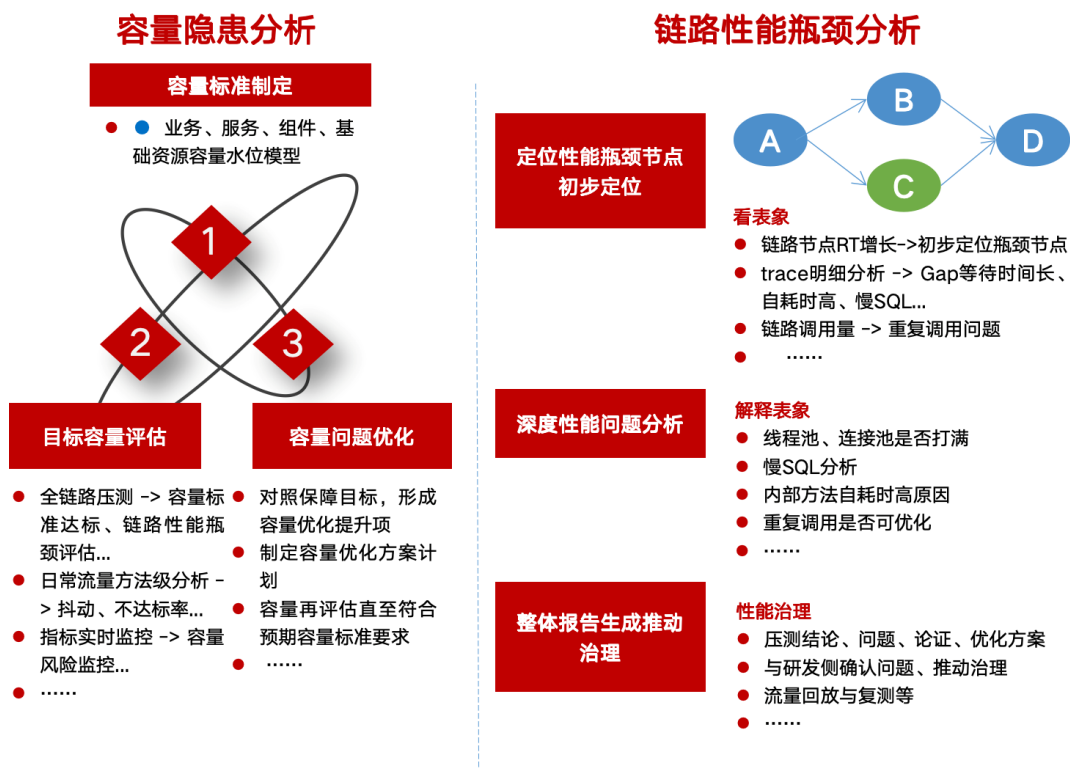 容量隐患分析
容量标准制定
业务、服务、组件、基
础资源容量水位模型
1
2
3
目标容量评估
全链路压测 -> 容量标
准达标、链路性能瓶
颈评估...
日常流量方法级分析 -
> 抖动、不达标率...
指标实时监控 -> 容量
风险监控...
……
容量问题优化
对照保障目标，形成
容量优化提升项
制定容量优化方案计
划
容量再评估直至符合
预期容量标准要求
……
链路性能瓶颈分析
定位性能瓶颈节点
初步定位
A
B
C
D
看表象
链路节点RT增长->初步定位瓶颈节点
trace明细分析 -> Gap等待时间长、
自耗时高、慢SQL...
链路调用量 -> 重复调用问题
……
深度性能问题分析
解释表象
线程池、连接池是否打满
慢SQL分析
内部方法自耗时高原因
重复调用是否可优化
……
整体报告生成推动
治理
性能治理
压测结论、问题、论证、优化方案
与研发侧确认问题、推动治理
流量回放与复测等
……